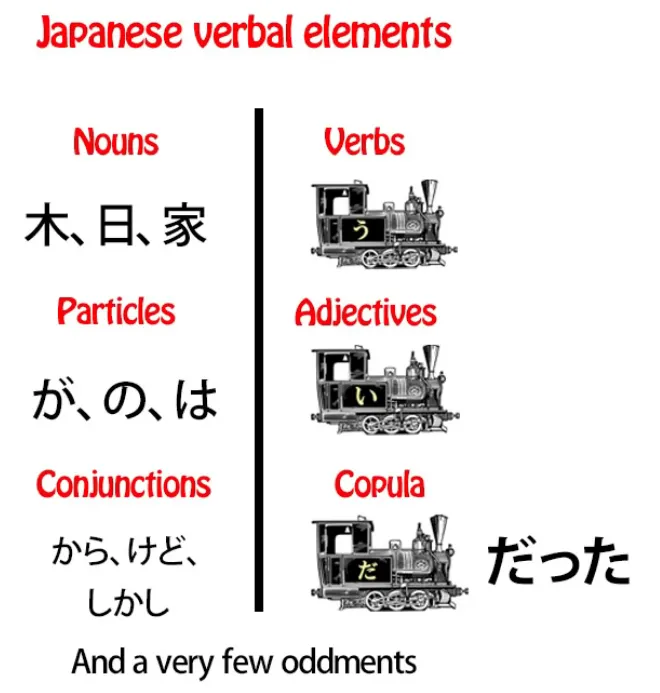 Japanese verbal elements
Nouns
木、日、家
Particles
が、の、は
Conjunctions
から、けど、
しかし
Verbs
う
Adjectives
い
Copula
だ
だった
And a very few oddments